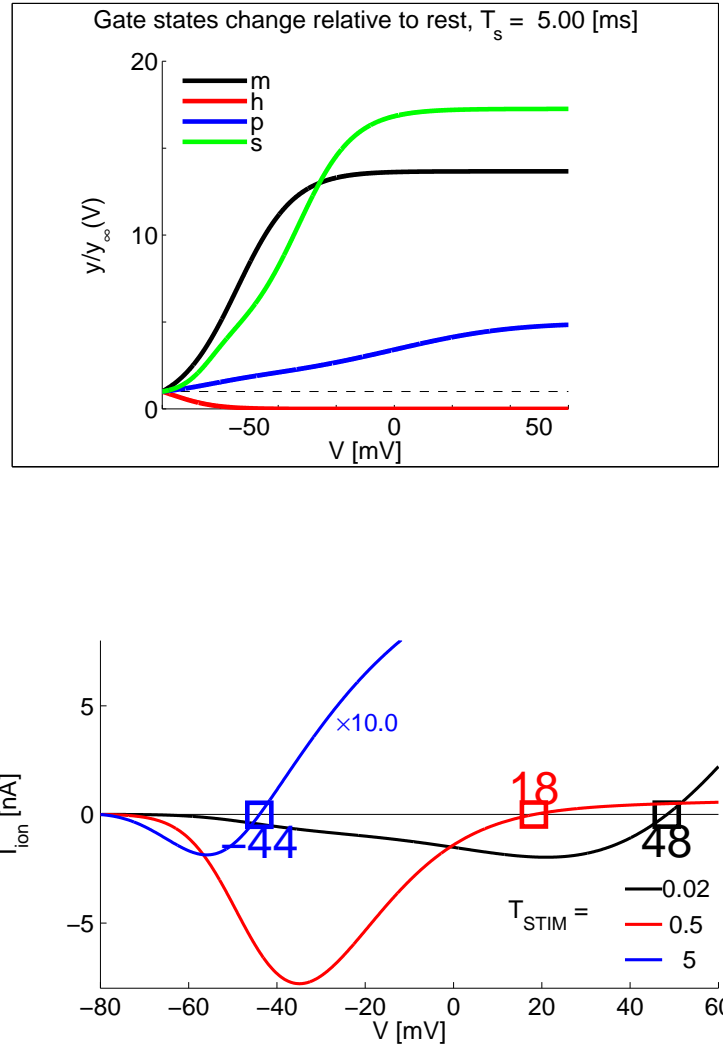 Gate states change relative to rest, T_s = 5.00 [ms]
20
m
h
p
s
10
y/y_∞(V)
0
−50
0
50
V [mV]
5
×10.0
18
0
−44
48
I_ion [nA]
0.02
T_STIM =
0.5
−5
5
−80
−60
−40
−20
0
20
40
V [mV]